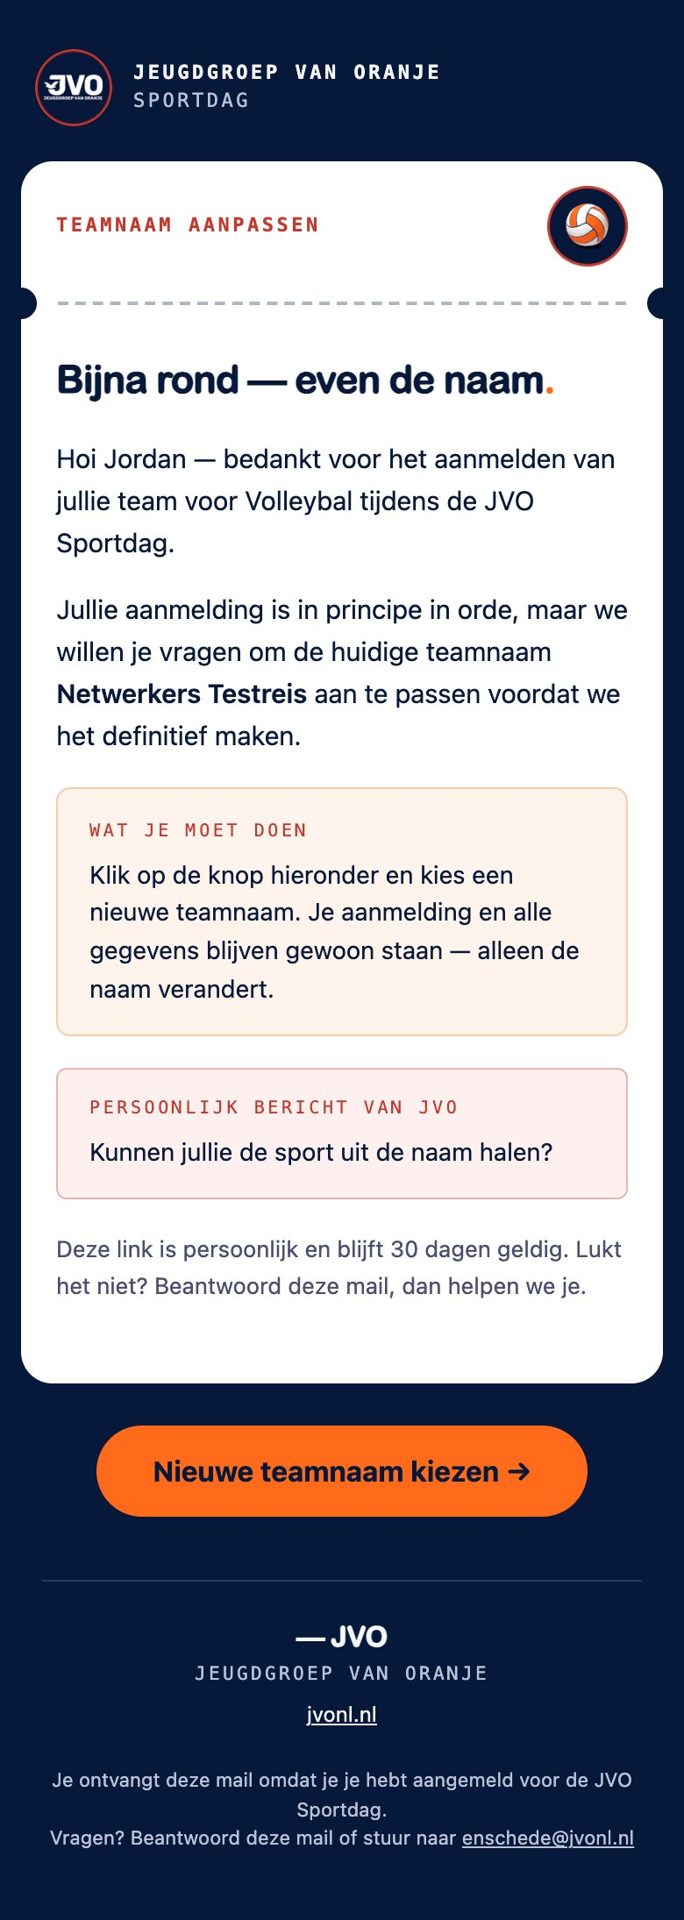 JVO
JEUGDGROEP VAN ORANJE
JEUGDGROEP VAN ORANJE
SPORTDAG
TEAMNAAM AANPASSEN
Bijna rond — even de naam.
Hoi Jordan — bedankt voor het aanmelden van
jullie team voor Volleybal tijdens de JVO
Sportdag.
Jullie aanmelding is in principe in orde, maar we
willen je vragen om de huidige teamnaam
Netwerkers Testreis aan te passen voordat we
het definitief maken.
WAT JE MOET DOEN
Klik op de knop hieronder en kies een
nieuwe teamnaam. Je aanmelding en alle
gegevens blijven gewoon staan — alleen de
naam verandert.
PERSOONLIJK BERICHT VAN JVO
Kunnen jullie de sport uit de naam halen?
Deze link is persoonlijk en blijft 30 dagen geldig. Lukt
het niet? Beantwoord deze mail, dan helpen we je.
Nieuwe teamnaam kiezen →
— JVO
JEUGDGROEP VAN ORANJE
jvonl.nl
Je ontvangt deze mail omdat je je hebt aangemeld voor de JVO
Sportdag.
Vragen? Beantwoord deze mail of stuur naar enschede@jvonl.nl